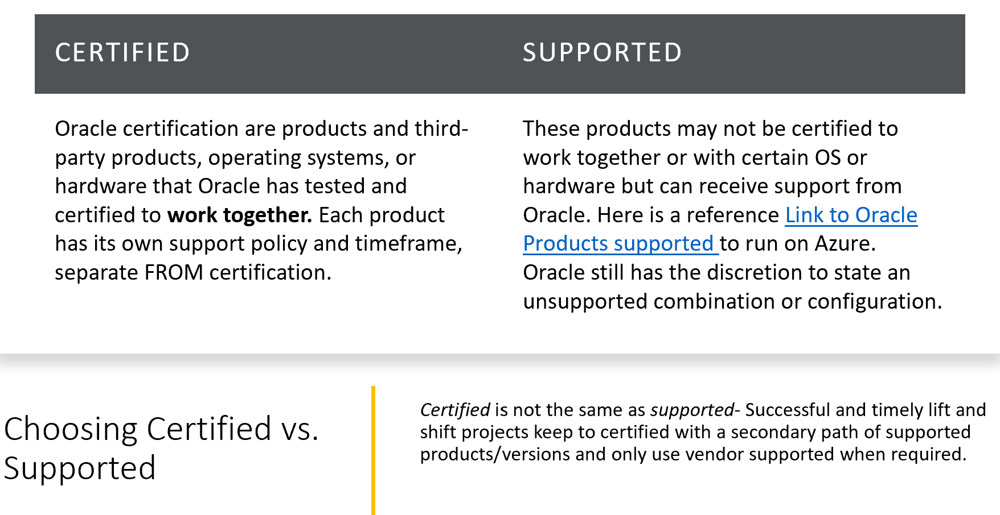 CERTIFIED
Oracle certification are products and third-
party products, operating systems, or
hardware that Oracle has tested and
certified to work together. Each product
has its own support policy and timeframe,
separate FROM certification.
SUPPORTED
These products may not be certified to
work together or with certain OS or
hardware but can receive support from
Oracle. Here is a reference Link to Oracle
Products supported to run on Azure.
Oracle still has the discretion to state an
unsupported combination or configuration.
Choosing Certified vs.
Supported
Certified is not the same as supported- Successful and timely lift and
shift projects keep to certified with a secondary path of supported
products/versions and only use vendor supported when required.